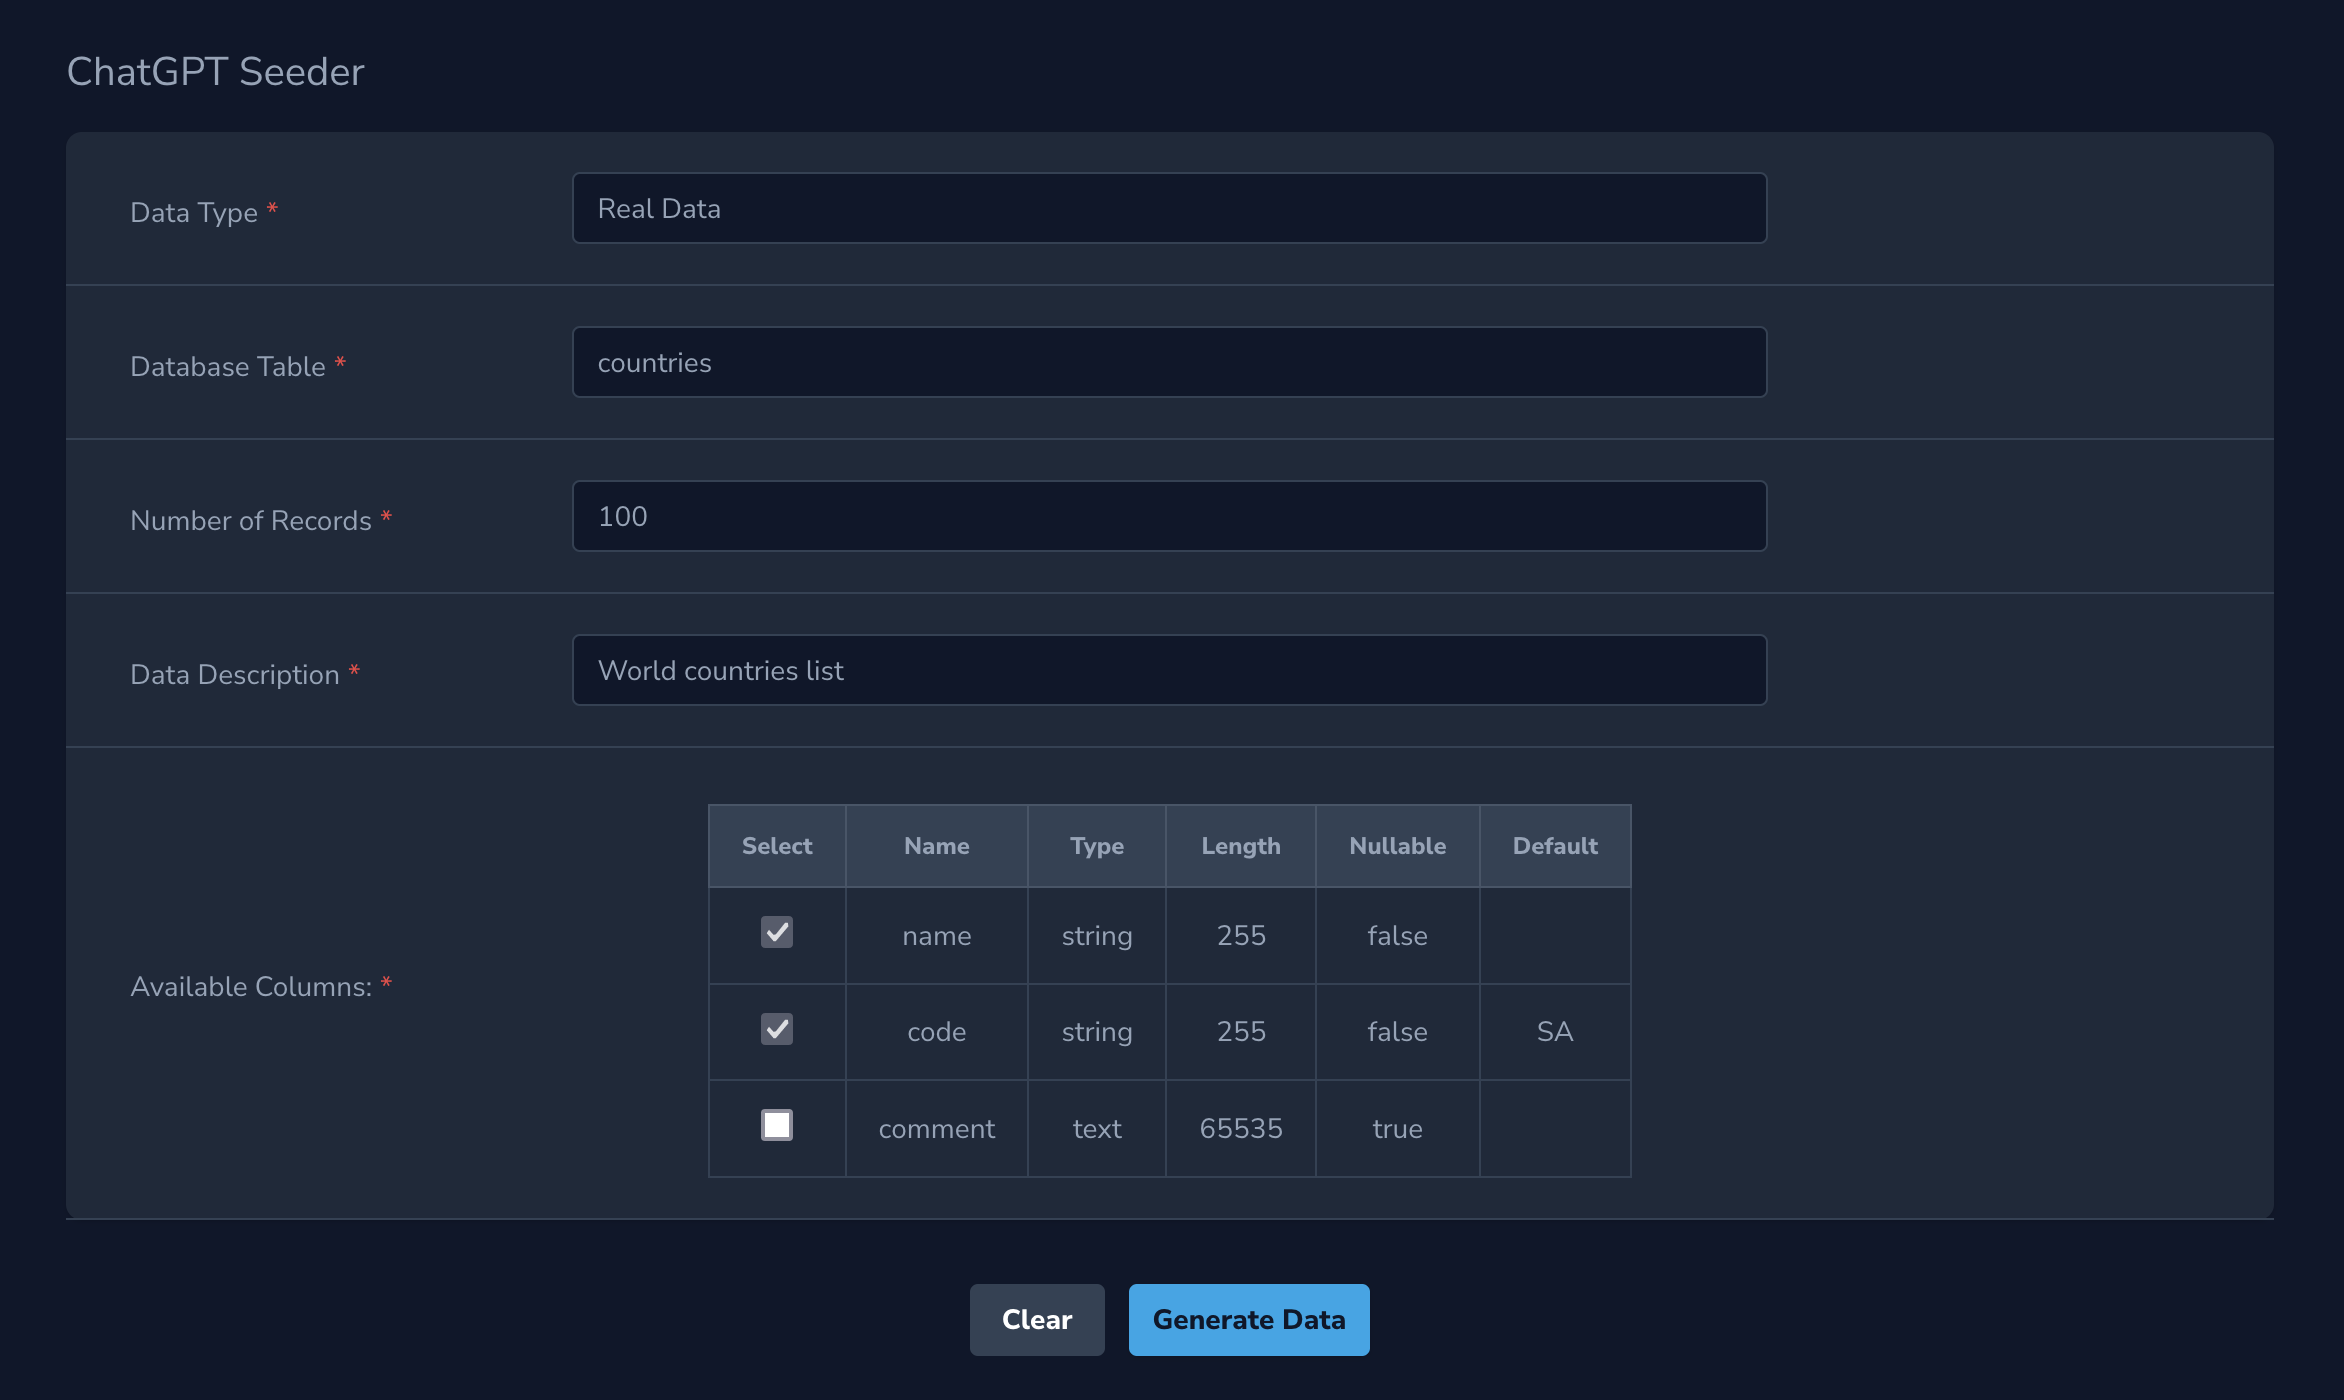 ChatGPT Seeder
Data Type * Real Data
Database Table * countries
Number of Records * 100
Data Description * World countries list
Available Columns: *
Select Name Type Length Nullable Default
name string 255 false
code string 255 false SA
comment text 65535 true
Clear Generate Data